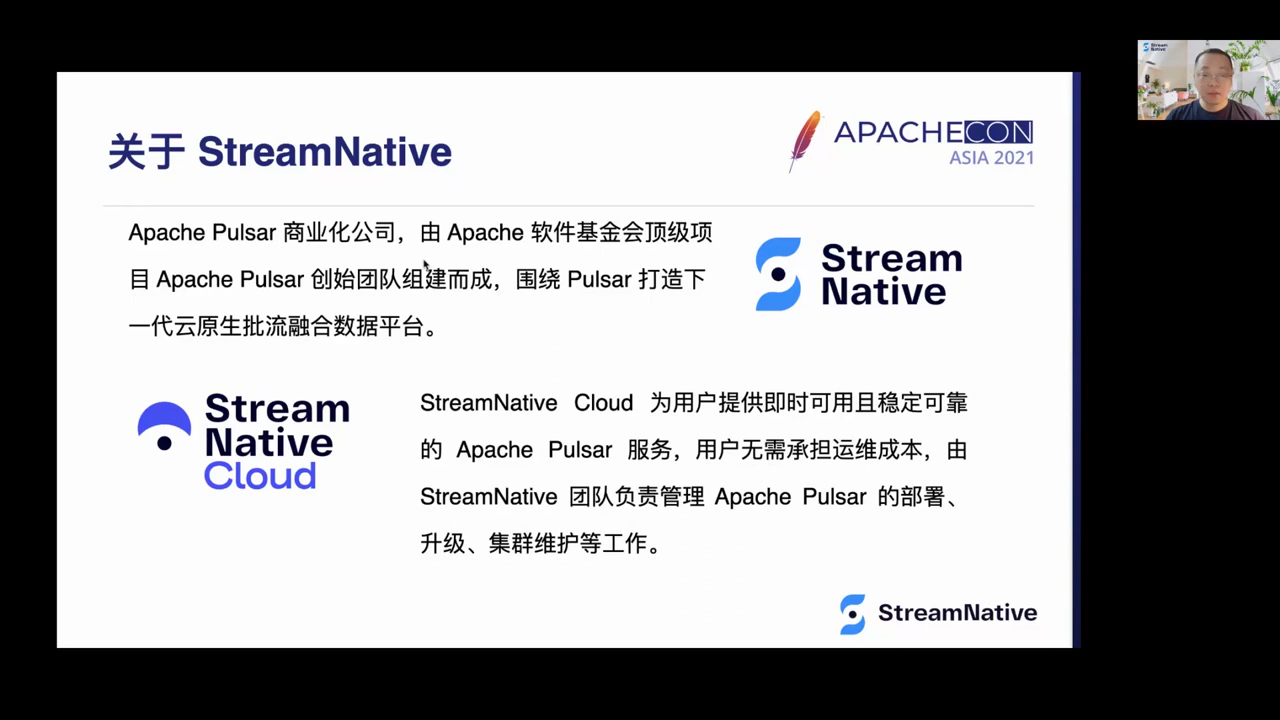 Stream
Native
关于 StreamNative
APACHECON
ASIA 2021
Apache Pulsar 商业化公司，由 Apache 软件基金会顶级项
目 Apache Pulsar 创始团队组建而成，围绕 Pulsar 打造下
一代云原生批流融合数据平台。
Stream
Native
Stream
Native
Cloud
StreamNative Cloud 为用户提供即时可用且稳定可靠
的 Apache Pulsar 服务，用户无需承担运维成本，由
StreamNative 团队负责管理 Apache Pulsar 的部署、
升级、集群维护等工作。
StreamNative